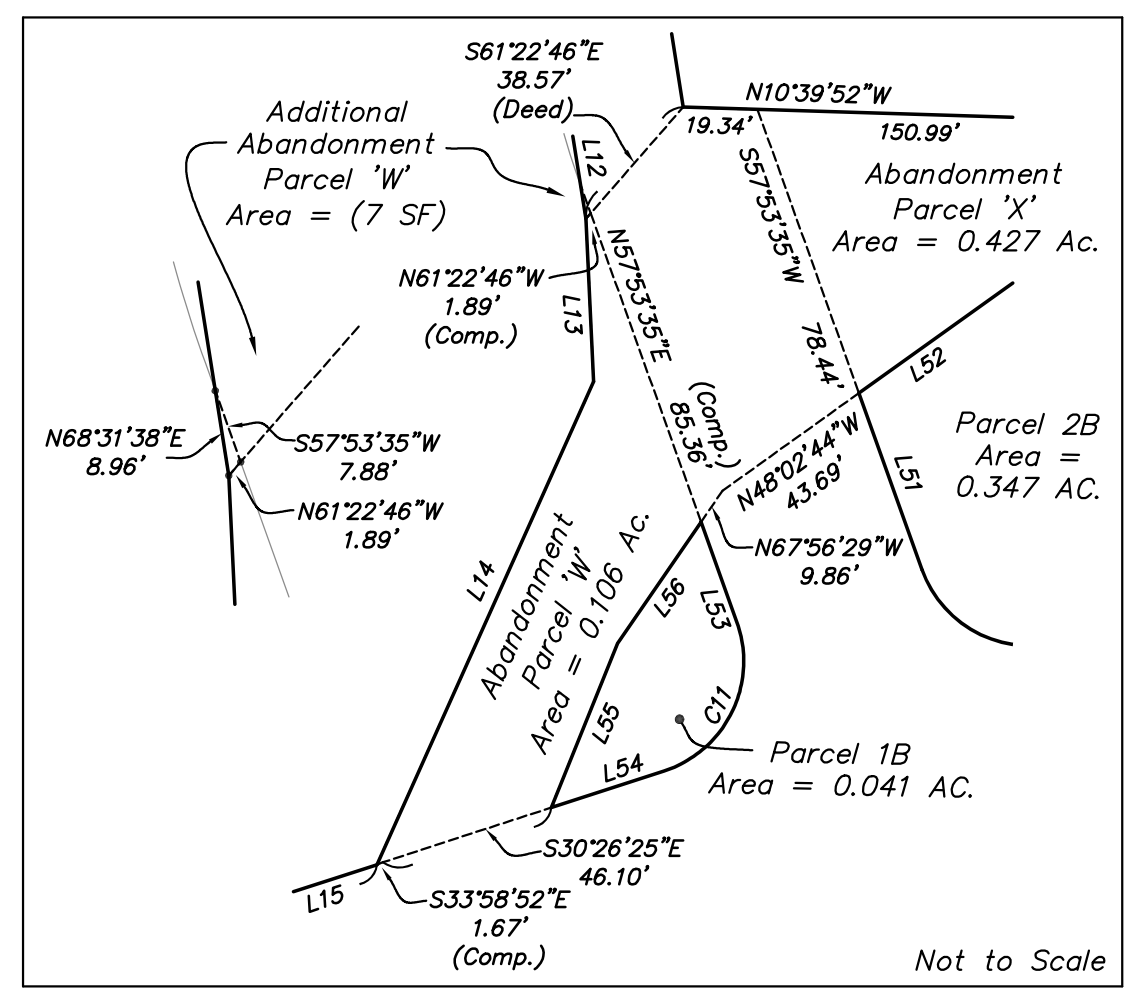 S61°22'46"E
38.57'
(Deed)
N10°39'52"W
19.34'
150.99'
Additional
Abandonment
Parcel 'W'
Area = (7 SF)
L12
S57°53'35"W
78.44'
Abandonment
Parcel 'X'
Area = 0.427 Ac.
N61°22'46"W
1.89'
(Comp.)
L13
N57°53'35"E
85.36'
(Comp.)
L52
N68°31'38"E
8.96'
S57°53'35"W
7.88'
N61°22'46"W
1.89'
N48°02'44"W
43.69'
L51
Parcel 2B
Area =
0.347 AC.
N67°56'29"W
9.86'
L14
Abandonment
Parcel 'W'
Area = 0.106 Ac.
L56
L53
L55
C11
L54
Parcel 1B
Area = 0.041 AC.
S30°26'25"E
46.10'
L15
S33°58'52"E
1.67'
(Comp.)
Not to Scale